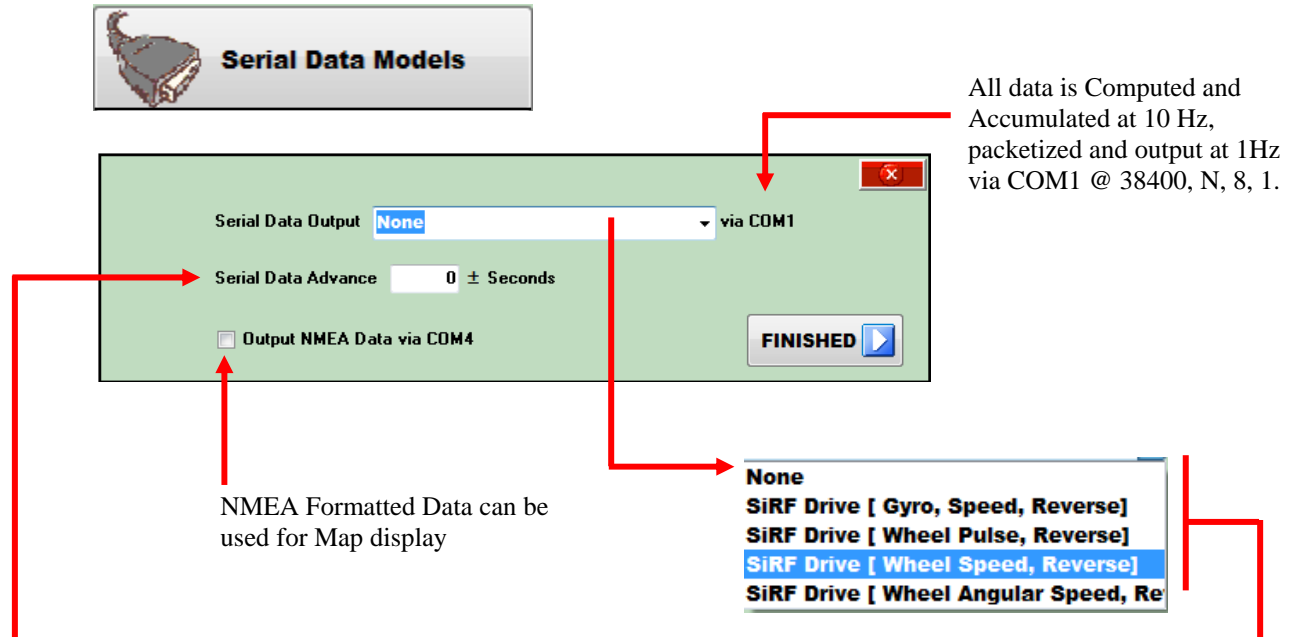 Serial Data Models
All data is Computed and
Accumulated at 10 Hz,
packetized and output at 1Hz
via COM1 @ 38400, N, 8, 1.
x
Serial Data Output None via COM1
Serial Data Advance 0 ± Seconds
Output NMEA Data via COM4
FINISHED
NMEA Formatted Data can be
used for Map display
None
SiRF Drive [ Gyro, Speed, Reverse]
SiRF Drive [ Wheel Pulse, Reverse]
SiRF Drive [ Wheel Speed, Reverse]
SiRF Drive [ Wheel Angular Speed, Re